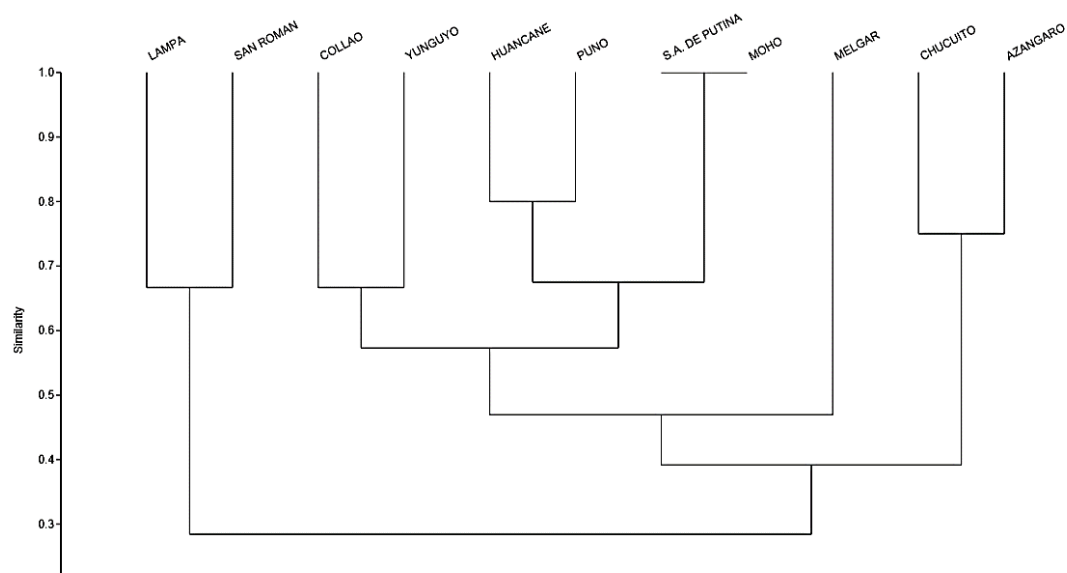 LAMPA
SAN ROMAN
COLLAO
YUNGUYO
HUANCANE
PUNO
S.A. DE PUTINA
MOHO
MELGAR
CHUCUITO
AZANGARO
1.0
0.9
0.8
0.7
0.6
0.5
0.4
0.3
Similarity